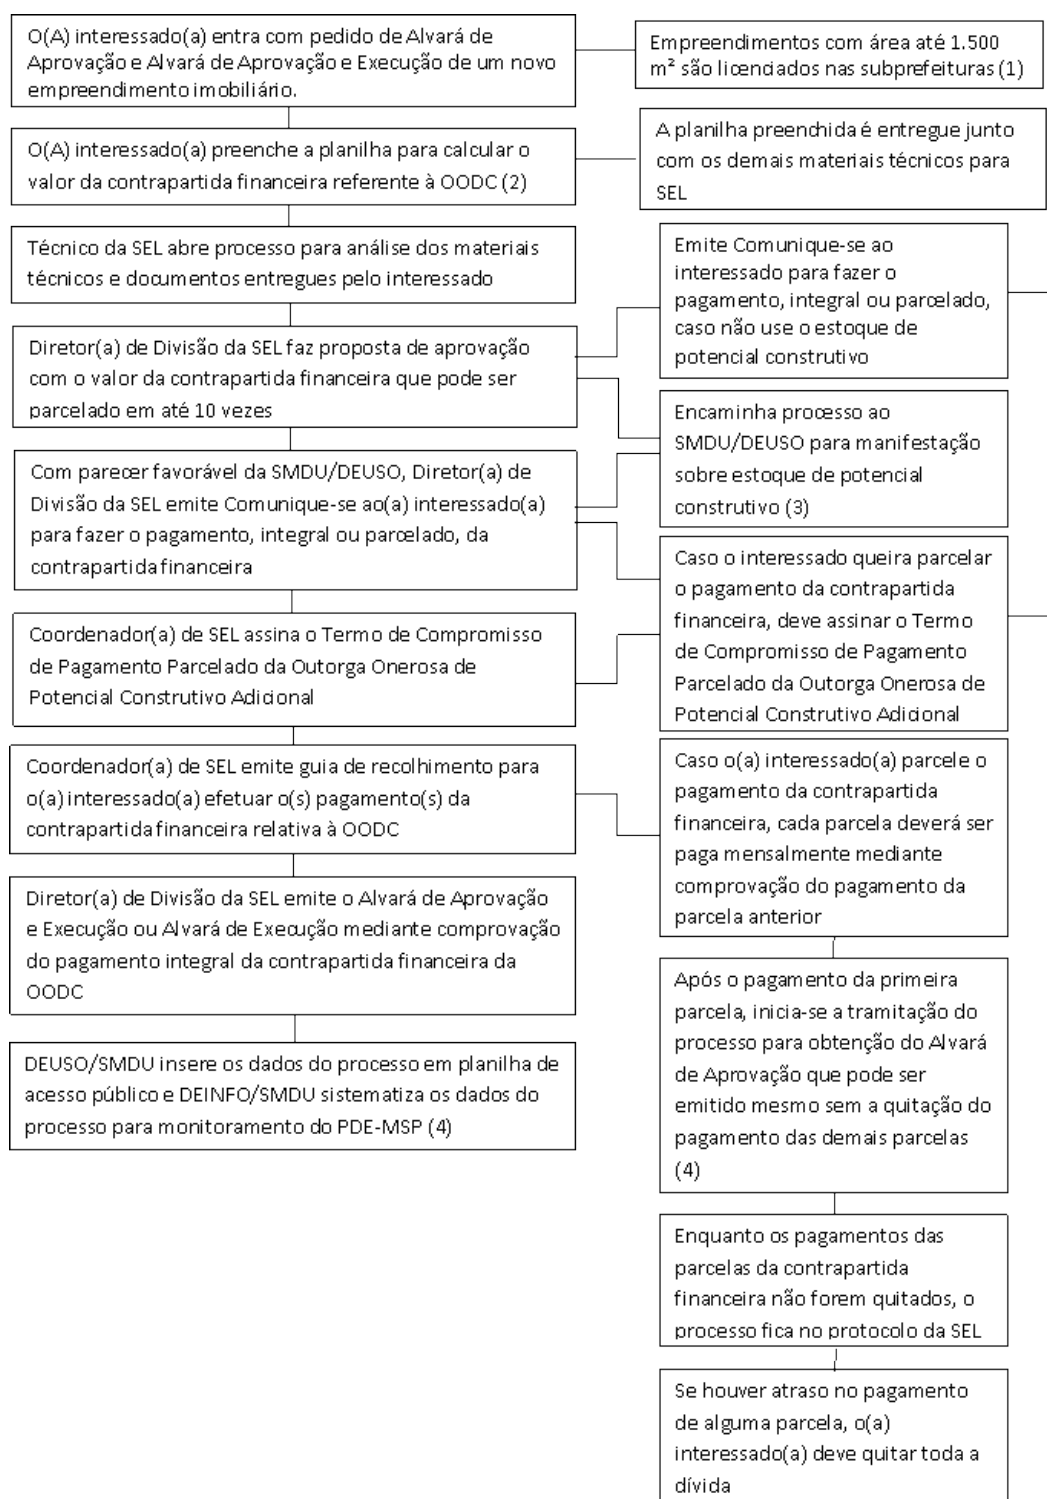 O(A) interessado(a) entra com pedido de Alvará de
Aprovação e Alvará de Aprovação e Execução de um novo
empreendimento imobiliário.
Empreendimentos com área até 1.500
m² são licenciados nas subprefeituras (1)
O(A) interessado(a) preenche a planilha para calcular o
valor da contrapartida financeira referente à OODC (2)
A planilha preenchida é entregue junto
com os demais materiais técnicos para
SEL
Técnico da SEL abre processo para análise dos materiais
técnicos e documentos entregues pelo interessado
Emite Comunique-se ao
interessado para fazer o
pagamento, integral ou parcelado,
caso não use o estoque de
potencial construtivo
Diretor(a) de Divisão da SEL faz proposta de aprovação
com o valor da contrapartida financeira que pode ser
parcelado em até 10 vezes
Encaminha processo ao
SMDU/DEUSO para manifestação
sobre estoque de potencial
construtivo (3)
Com parecer favorável da SMDU/DEUSO, Diretor(a) de
Divisão da SEL emite Comunique-se ao(a) interessado(a)
para fazer o pagamento, integral ou parcelado, da
contrapartida financeira
Caso o interessado queira parcelar
o pagamento da contrapartida
financeira, deve assinar o Termo
de Compromisso de Pagamento
Parcelado da Outorga Onerosa de
Potencial Construtivo Adicional
Coordenador(a) de SEL assina o Termo de Compromisso
de Pagamento Parcelado da Outorga Onerosa de
Potencial Construtivo Adicional
Coordenador(a) de SEL emite guia de recolhimento para
o(a) interessado(a) efetuar o(s) pagamento(s) da
contrapartida financeira relativa à OODC
Caso o(a) interessado(a) parcele o
pagamento da contrapartida
financeira, cada parcela deverá ser
paga mensalmente mediante
comprovação do pagamento da
parcela anterior
Diretor(a) de Divisão da SEL emite o Alvará de Aprovação
e Execução ou Alvará de Execução mediante comprovação
do pagamento integral da contrapartida financeira da
OODC
Após o pagamento da primeira
parcela, inicia-se a tramitação do
processo para obtenção do Alvará
de Aprovação que pode ser
emitido mesmo sem a quitação do
pagamento das demais parcelas
(4)
DEUSO/SMDU insere os dados do processo em planilha de
acesso público e DEINFO/SMDU sistematiza os dados do
processo para monitoramento do PDE-MSP (4)
Enquanto os pagamentos das
parcelas da contrapartida
financeira não forem quitados, o
processo fica no protocolo da SEL
Se houver atraso no pagamento
de alguma parcela, o(a)
interessado(a) deve quitar toda a
dívida